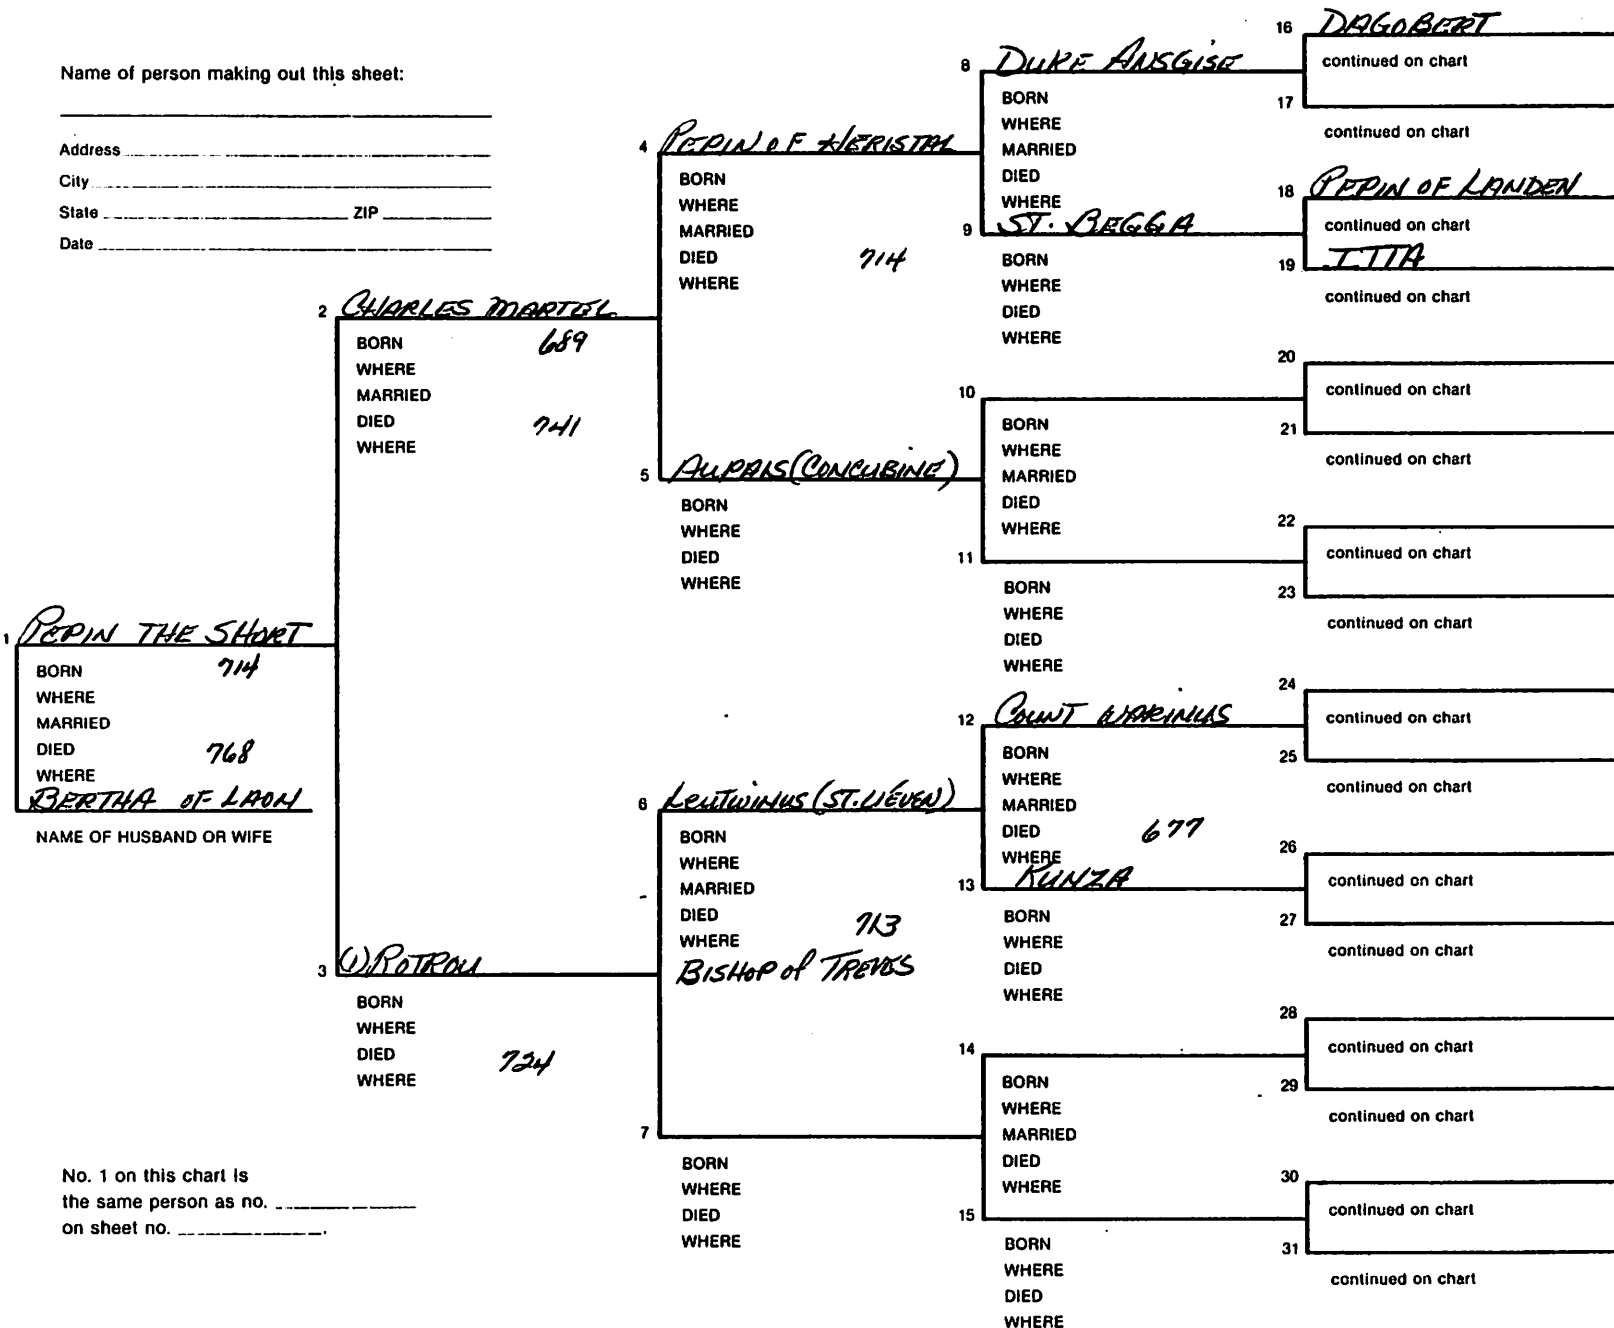 Name of person making out this sheet:
Address
City
State ZIP
Date
1 PEPIN THE SHORT
BORN 714
WHERE
MARRIED
DIED 768
WHERE
BERTHA OF LAON
NAME OF HUSBAND OR WIFE
No. 1 on this chart is
the same person as no.
on sheet no. .
2 CHARLES MARTEL
BORN 689
WHERE
MARRIED
DIED 741
WHERE
3 (1) ROTROU
BORN
WHERE
DIED 724
WHERE
4 PEPIN OF HERISTAL
BORN
WHERE
MARRIED
DIED 714
WHERE
5 AUPAIS (CONCUBINE)
BORN
WHERE
DIED
WHERE
6 LEUTWINUS (ST. LIÉVEN)
BORN
WHERE
MARRIED
DIED 713
WHERE
BISHOP of TREVES
7
BORN
WHERE
DIED
WHERE
8 DUKE ANSGISE
BORN
WHERE
MARRIED
DIED
WHERE
9 ST. BEGGA
BORN
WHERE
DIED
WHERE
10
BORN
WHERE
MARRIED
DIED
WHERE
11
BORN
WHERE
DIED
WHERE
12 COUNT WARINUS
BORN
WHERE
MARRIED
DIED 677
WHERE
13 KUNZA
BORN
WHERE
DIED
WHERE
14
BORN
WHERE
MARRIED
DIED
WHERE
15
BORN
WHERE
DIED
WHERE
16 DAGOBERT
continued on chart
17
continued on chart
18 PEPIN OF LANDEN
continued on chart
19 ITTA
continued on chart
20
continued on chart
21
continued on chart
22
continued on chart
23
continued on chart
24
continued on chart
25
continued on chart
26
continued on chart
27
continued on chart
28
continued on chart
29
continued on chart
30
continued on chart
31
continued on chart